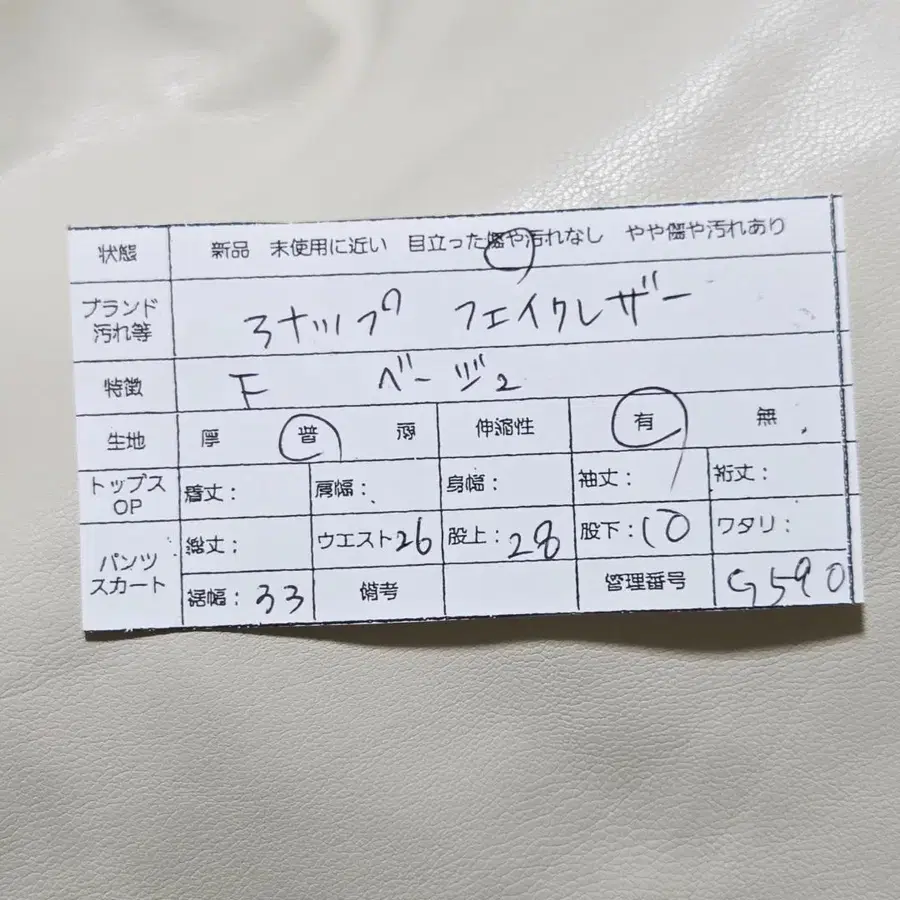 状態 新品 未使用に近い 目立った傷や汚れなし やや傷や汚れあり
ブランド
汚れ等 スナップ フェイクレザー
特徴 F ベージュ
生地 厚 普 薄 伸縮性 有 無
トップス
OP 着丈： 肩幅： 身幅： 袖丈： 裄丈：
パンツ
スカート 総丈： ウエスト26 股上：28 股下：10 ワタリ：
裾幅：33 備考 管理番号 G590